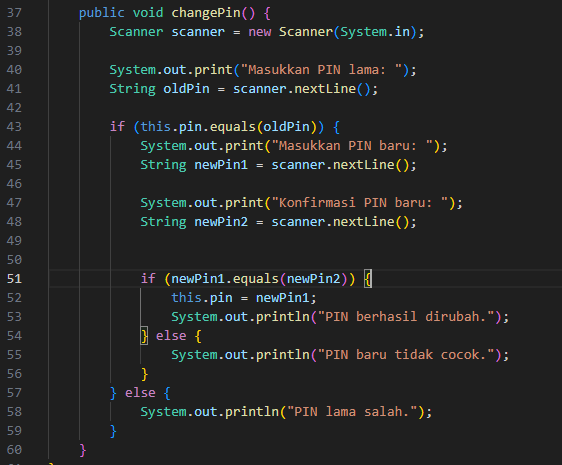 37 public void changePin() {
38 Scanner scanner = new Scanner(System.in);
39
40 System.out.print("Masukkan PIN lama: ");
41 String oldPin = scanner.nextLine();
42
43 if (this.pin.equals(oldPin)) {
44 System.out.print("Masukkan PIN baru: ");
45 String newPin1 = scanner.nextLine();
46
47 System.out.print("Konfirmasi PIN baru: ");
48 String newPin2 = scanner.nextLine();
49
50
51 if (newPin1.equals(newPin2)) {
52 this.pin = newPin1;
53 System.out.println("PIN berhasil dirubah.");
54 } else {
55 System.out.println("PIN baru tidak cocok.");
56 }
57 } else {
58 System.out.println("PIN lama salah.");
59 }
60 }